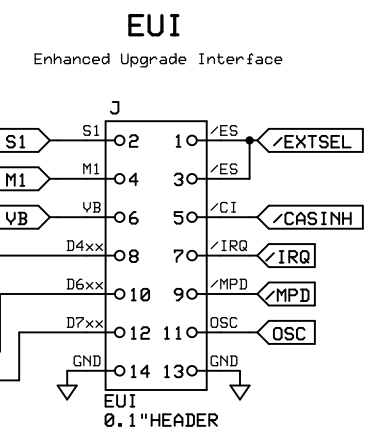 EUI
Enhanced Upgrade Interface
J
S1 S1 2 1 /ES /EXTSEL
M1 M1 4 3 /ES
VB VB 6 5 /CI /CASINH
D4xx 8 7 /IRQ /IRQ
D6xx 10 9 /MPD /MPD
D7xx 12 11 OSC OSC
GND 14 13 GND
EUI
0.1"HEADER